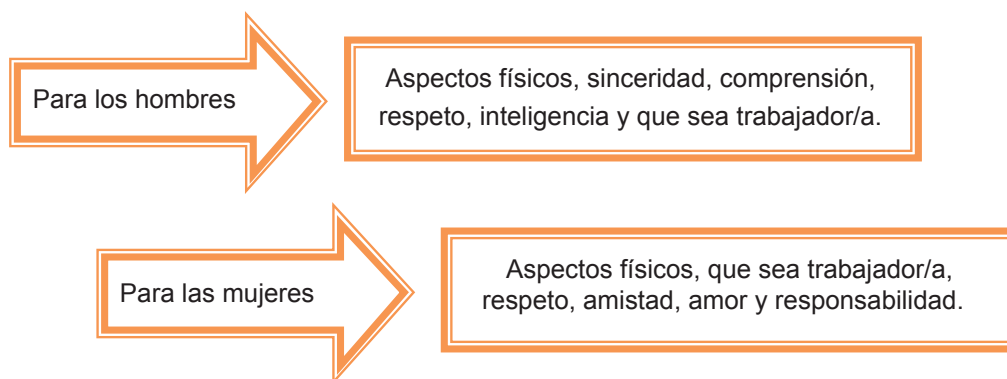 Para los hombres
Aspectos físicos, sinceridad, comprensión,
respeto, inteligencia y que sea trabajador/a.
Para las mujeres
Aspectos físicos, que sea trabajador/a,
respeto, amistad, amor y responsabilidad.